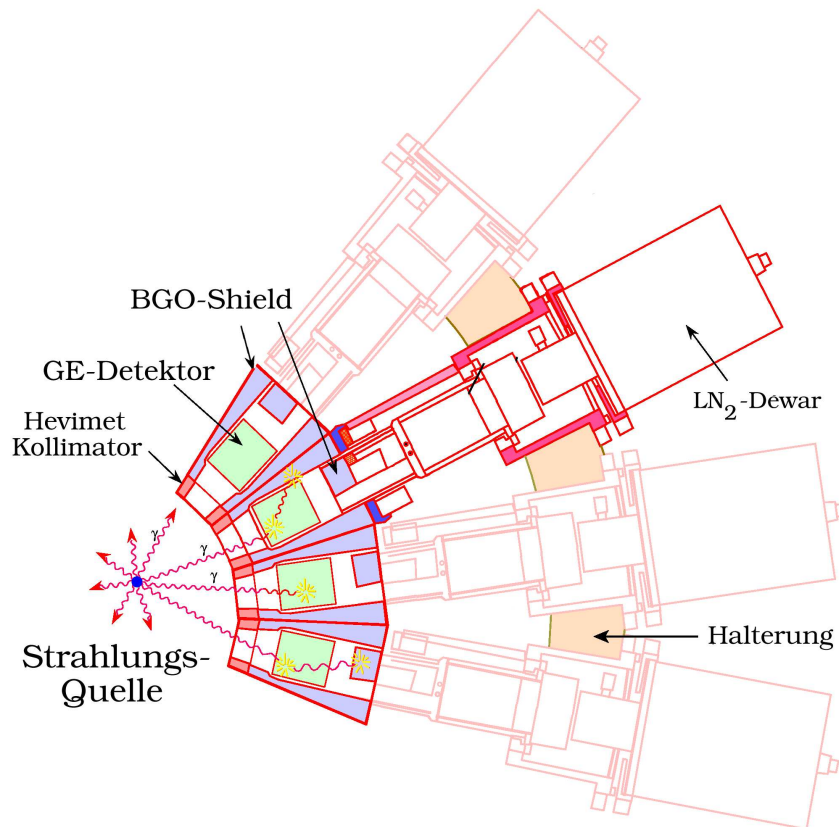 BGO-Shield
GE-Detektor
Hevimet
Kollimator
LN2-Dewar
γ
γ
γ
Halterung
Strahlungs-
Quelle